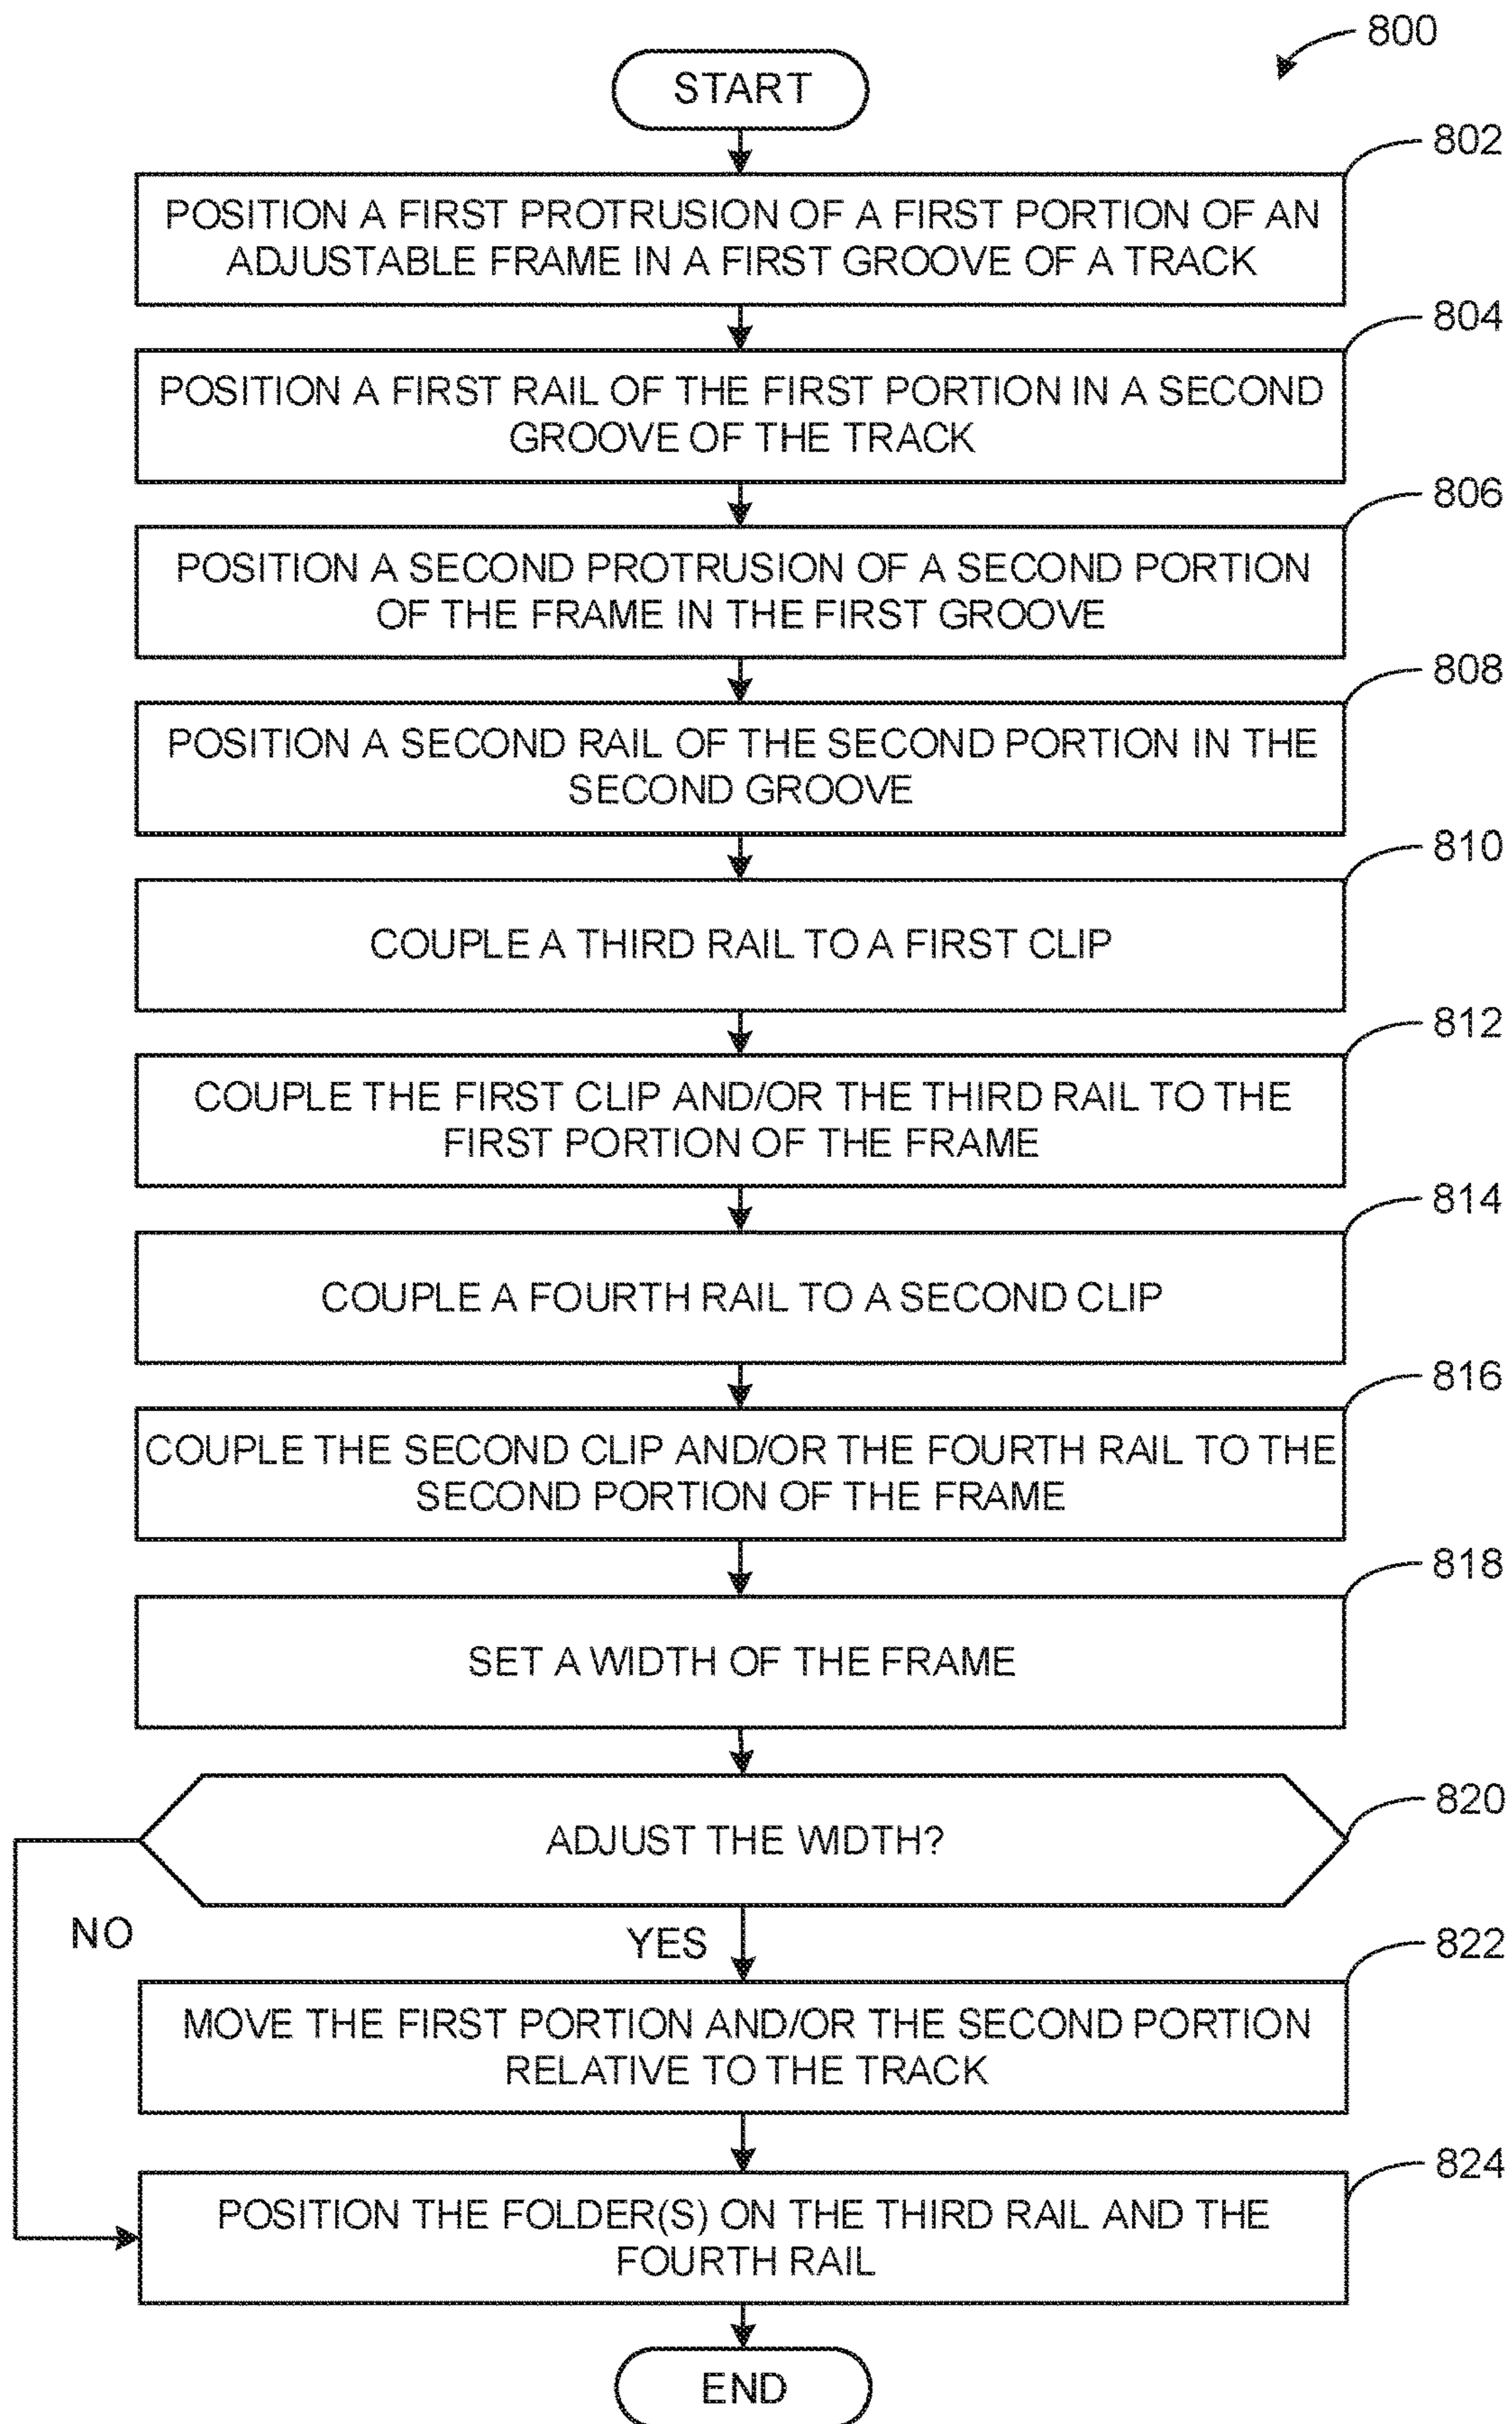 800
START
802
POSITION A FIRST PROTRUSION OF A FIRST PORTION OF AN
ADJUSTABLE FRAME IN A FIRST GROOVE OF A TRACK
804
POSITION A FIRST RAIL OF THE FIRST PORTION IN A SECOND
GROOVE OF THE TRACK
806
POSITION A SECOND PROTRUSION OF A SECOND PORTION
OF THE FRAME IN THE FIRST GROOVE
808
POSITION A SECOND RAIL OF THE SECOND PORTION IN THE
SECOND GROOVE
810
COUPLE A THIRD RAIL TO A FIRST CLIP
812
COUPLE THE FIRST CLIP AND/OR THE THIRD RAIL TO THE
FIRST PORTION OF THE FRAME
814
COUPLE A FOURTH RAIL TO A SECOND CLIP
816
COUPLE THE SECOND CLIP AND/OR THE FOURTH RAIL TO THE
SECOND PORTION OF THE FRAME
818
SET A WIDTH OF THE FRAME
820
ADJUST THE WIDTH?
NO
YES
822
MOVE THE FIRST PORTION AND/OR THE SECOND PORTION
RELATIVE TO THE TRACK
824
POSITION THE FOLDER(S) ON THE THIRD RAIL AND THE
FOURTH RAIL
END